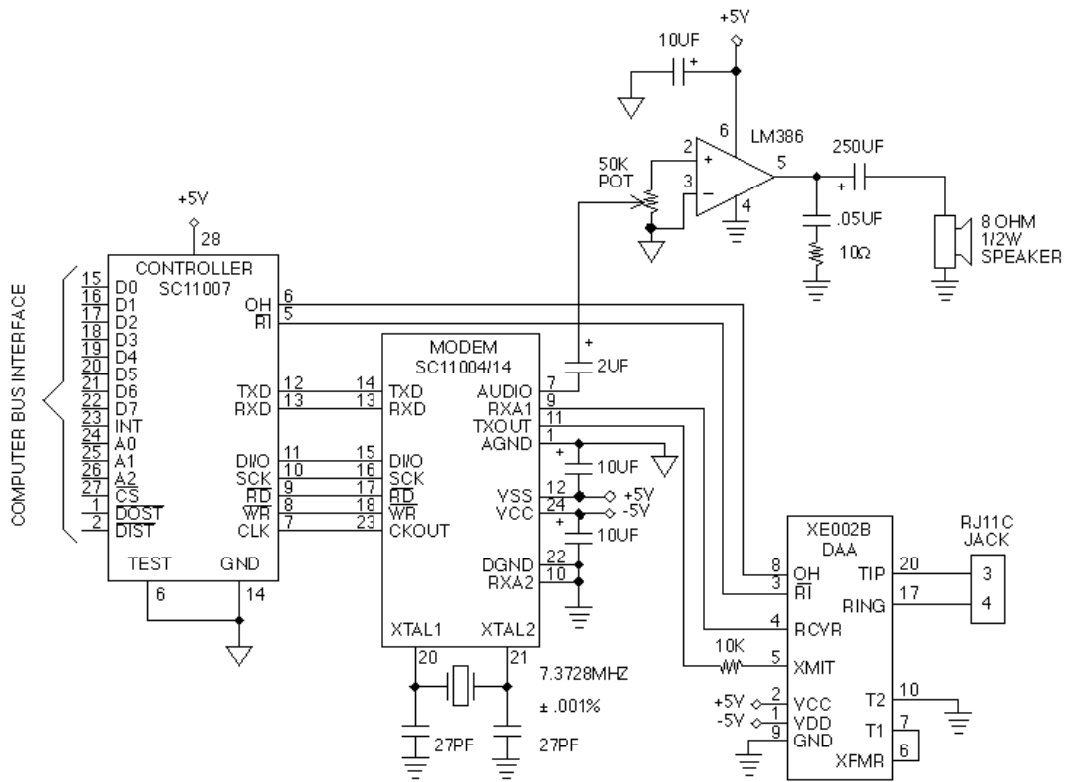 +5V
10UF
+
6
LM386
2
+
3
−
5
4
50K
POT
250UF
+
.05UF
10Ω
8 OHM
1/2W
SPEAKER
+5V
28
CONTROLLER
SC11007
COMPUTER BUS INTERFACE
15 D0
16 D1
17 D2
18 D3
19 D4
20 D5
21 D6
22 D7
23 INT
24 A0
25 A1
26 A2
27 CS
1 DOST
2 DIST
OH 6
RI 5
TXD 12
RXD 13
DI/O 11
SCK 10
RD 9
WR 8
CLK 7
TEST
GND
6
14
MODEM
SC11004/14
14 TXD
13 RXD
15 DI/O
16 SCK
17 RD
18 WR
23 CKOUT
AUDIO 7
RXA1 9
TXOUT 11
AGND 1
VSS 12
VCC 24
DGND 22
RXA2 10
XTAL1
XTAL2
20
21
+
2UF
+
10UF
+5V
-5V
+
10UF
7.3728MHZ
± .001%
27PF
27PF
XE002B
DAA
8 OH
3 RI
4 RCVR
10K
5 XMIT
+5V 2 VCC
-5V 1 VDD
9 GND
TIP 20
RING 17
T2 10
T1 7
XFMR 6
RJ11C
JACK
3
4